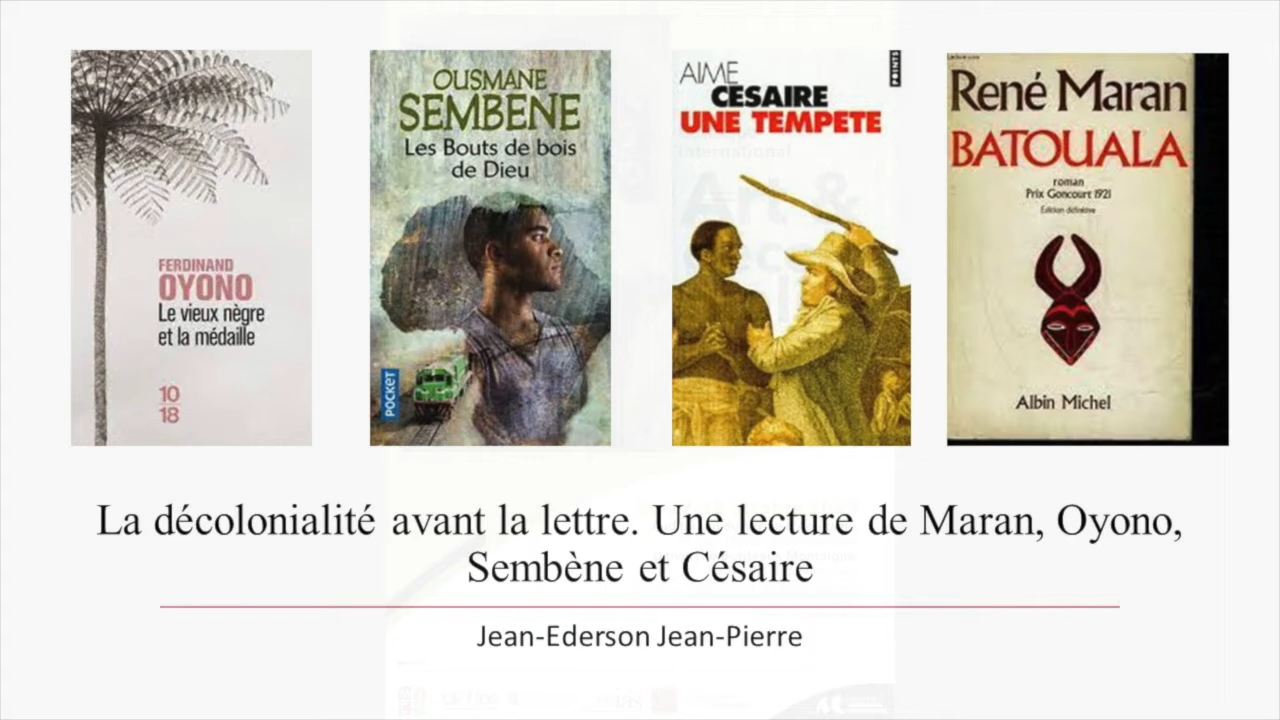 FERDINAND
OYONO
Le vieux nègre
et la médaille
10
18
OUSMANE
SEMBENE
Les Bouts de bois
de Dieu
POCKET
AIME
CESAIRE
UNE TEMPETE
POINTS
international
René Maran
BATOUALA
roman
Prix Goncourt 1921
Édition définitive
Albin Michel
La décolonialité avant la lettre. Une lecture de Maran, Oyono,
Sembène et Césaire
Jean-Ederson Jean-Pierre